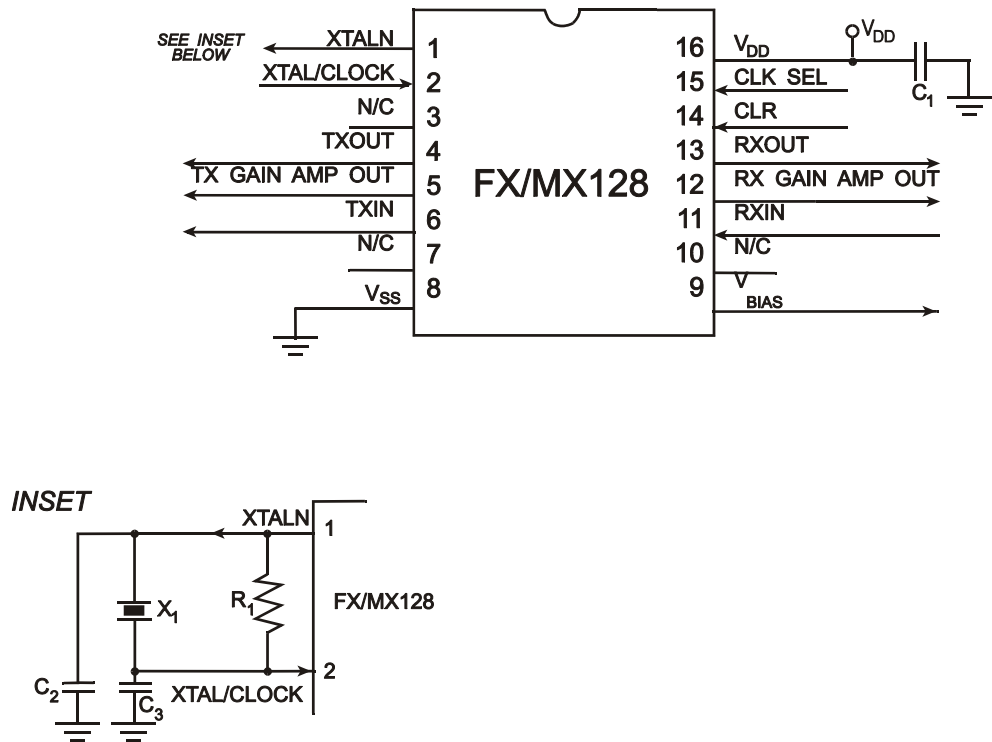 SEE INSET
BELOW
XTALN 1
XTAL/CLOCK 2
N/C 3
TXOUT 4
TX GAIN AMP OUT 5
TXIN 6
N/C 7
VSS 8
FX/MX128
16 VDD
VDD
C1
15 CLK SEL
14 CLR
13 RXOUT
12 RX GAIN AMP OUT
11 RXIN
10 N/C
9 V
BIAS
INSET
XTALN 1
X1
R1
FX/MX128
2
XTAL/CLOCK
C2
C3